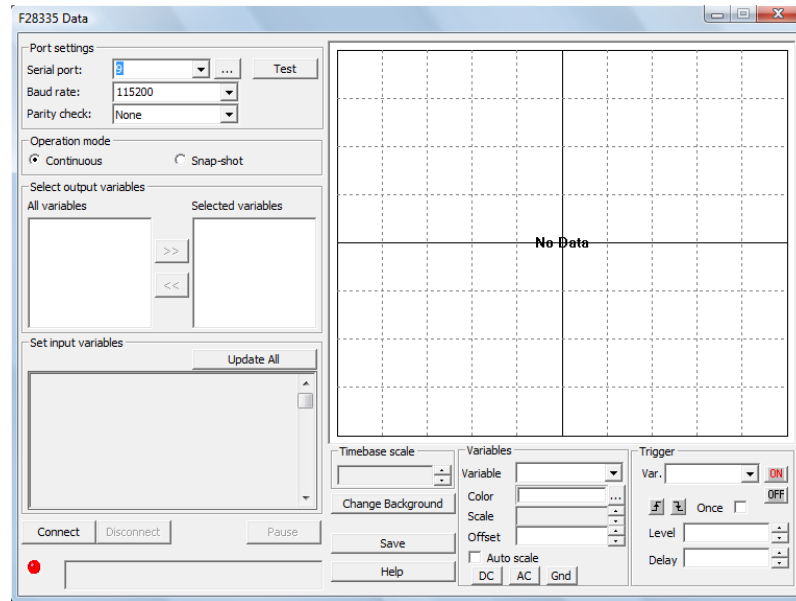 F28335 Data
Port settings
Serial port: 9 ... Test
Baud rate: 115200
Parity check: None
Operation mode
Continuous Snap-shot
Select output variables
All variables Selected variables
>>
<<
Set input variables
Update All
Connect Disconnect Pause
No Data
Timebase scale
Change Background
Save
Help
Variables
Variable
Color ...
Scale
Offset
Auto scale
DC AC Gnd
Trigger
Var. ON
OFF
Once
Level
Delay